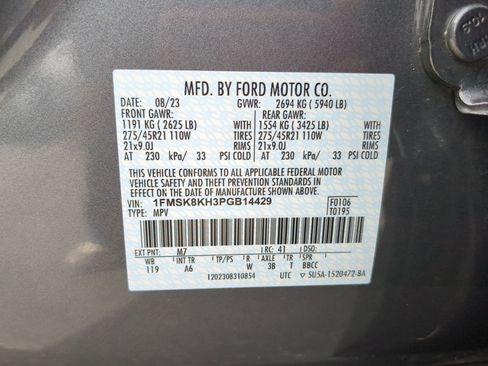 MFD. BY FORD MOTOR CO.
DATE: 08/23 GVWR: 2694 KG ( 5940 LB)
FRONT GAWR: REAR GAWR:
1191 KG ( 2625 LB) WITH 1554 KG ( 3425 LB) WITH
275/45R21 110W TIRES 275/45R21 110W TIRES
21x9.0J RIMS 21x9.0J RIMS
AT 230 kPa/ 33 PSI COLD AT 230 kPa/ 33 PSI COLD
THIS VEHICLE CONFORMS TO ALL APPLICABLE FEDERAL MOTOR
VEHICLE SAFETY AND THEFT PREVENTION STANDARDS IN
EFFECT ON THE DATE OF MANUFACTURE SHOWN ABOVE.
VIN: 1FMSK8KH3PGB14429 F0106
TYPE: MPV T0195
EXT PNT: M7 RC: 41 DSO:
WB INT TR TP/PS R AXLE TR SPR
119 A6 W 3B T BBCC
1202308310854 UTC ▽ 5U5A-1520472-BA